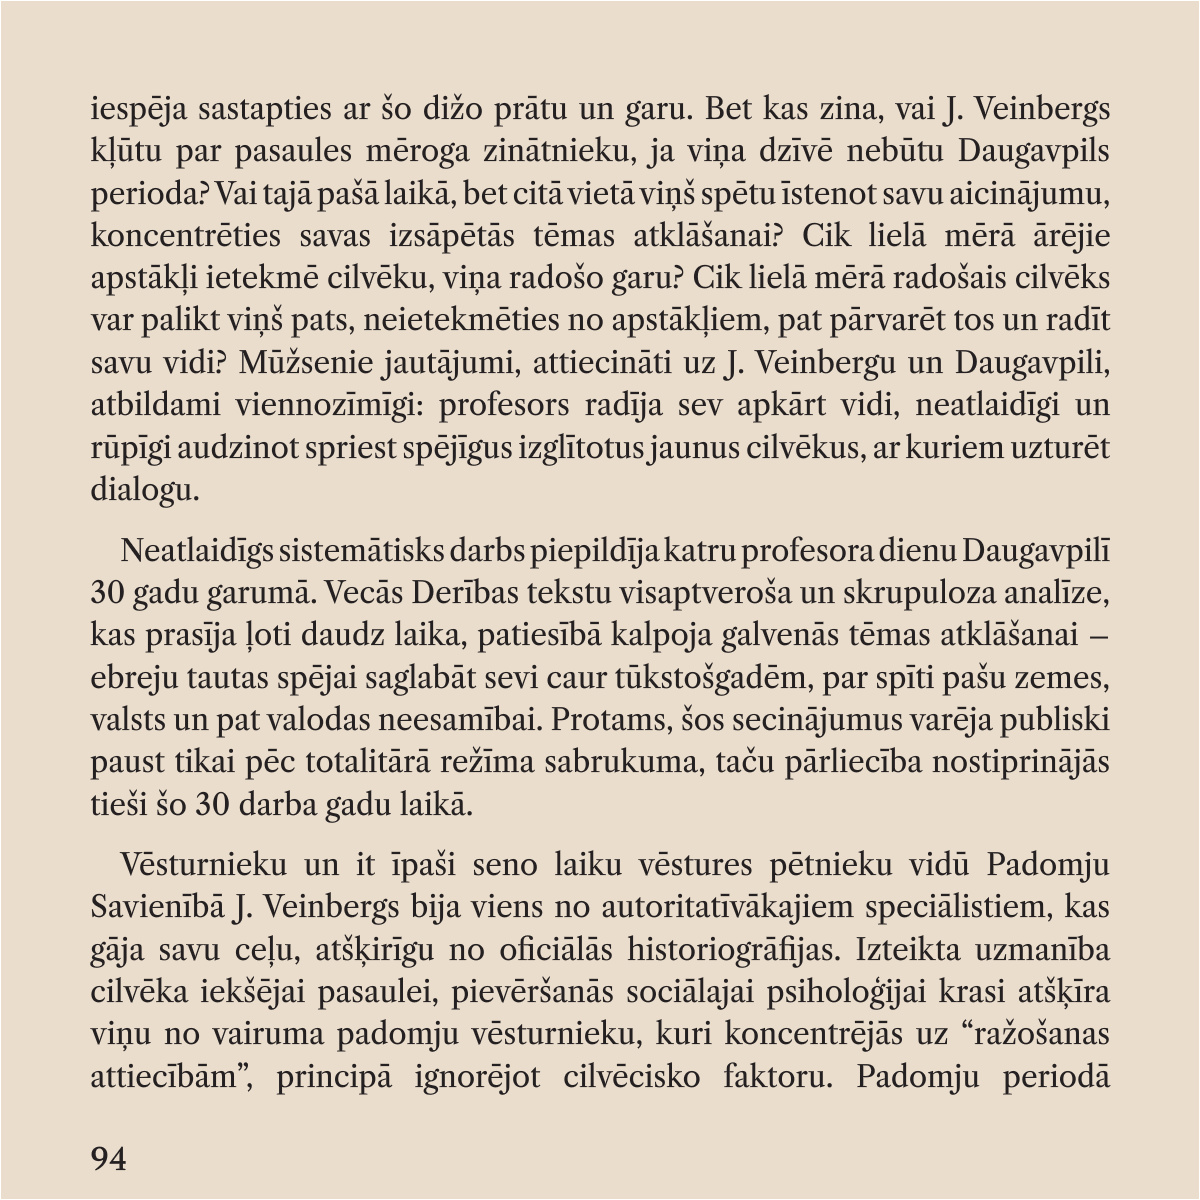 iespēja sastapties ar šo dižo prātu un garu. Bet kas zina, vai J. Veinbergs
kļūtu par pasaules mēroga zinātnieku, ja viņa dzīvē nebūtu Daugavpils
perioda? Vai tajā pašā laikā, bet citā vietā viņš spētu īstenot savu aicinājumu,
koncentrēties savas izsāpētās tēmas atklāšanai? Cik lielā mērā ārējie
apstākļi ietekmē cilvēku, viņa radošo garu? Cik lielā mērā radošais cilvēks
var palikt viņš pats, neietekmēties no apstākļiem, pat pārvarēt tos un radīt
savu vidi? Mūžsenie jautājumi, attiecināti uz J. Veinbergu un Daugavpili,
atbildami viennozīmīgi: profesors radīja sev apkārt vidi, neatlaidīgi un
rūpīgi audzinot spriest spējīgus izglītotus jaunus cilvēkus, ar kuriem uzturēt
dialogu.
Neatlaidīgs sistemātisks darbs piepildīja katru profesora dienu Daugavpilī
30 gadu garumā. Vecās Derības tekstu visaptveroša un skrupuloza analīze,
kas prasīja ļoti daudz laika, patiesībā kalpoja galvenās tēmas atklāšanai –
ebreju tautas spējai saglabāt sevi caur tūkstošgadēm, par spīti pašu zemes,
valsts un pat valodas neesamībai. Protams, šos secinājumus varēja publiski
paust tikai pēc totalitārā režīma sabrukuma, taču pārliecība nostiprinājās
tieši šo 30 darba gadu laikā.
Vēsturnieku un it īpaši seno laiku vēstures pētnieku vidū Padomju
Savienībā J. Veinbergs bija viens no autoritatīvākajiem speciālistiem, kas
gāja savu ceļu, atšķirīgu no oficiālās historiogrāfijas. Izteikta uzmanība
cilvēka iekšējai pasaulei, pievēršanās sociālajai psiholoģijai krasi atšķīra
viņu no vairuma padomju vēsturnieku, kuri koncentrējās uz “ražošanas
attiecībām”, principā ignorējot cilvēcisko faktoru. Padomju periodā
94